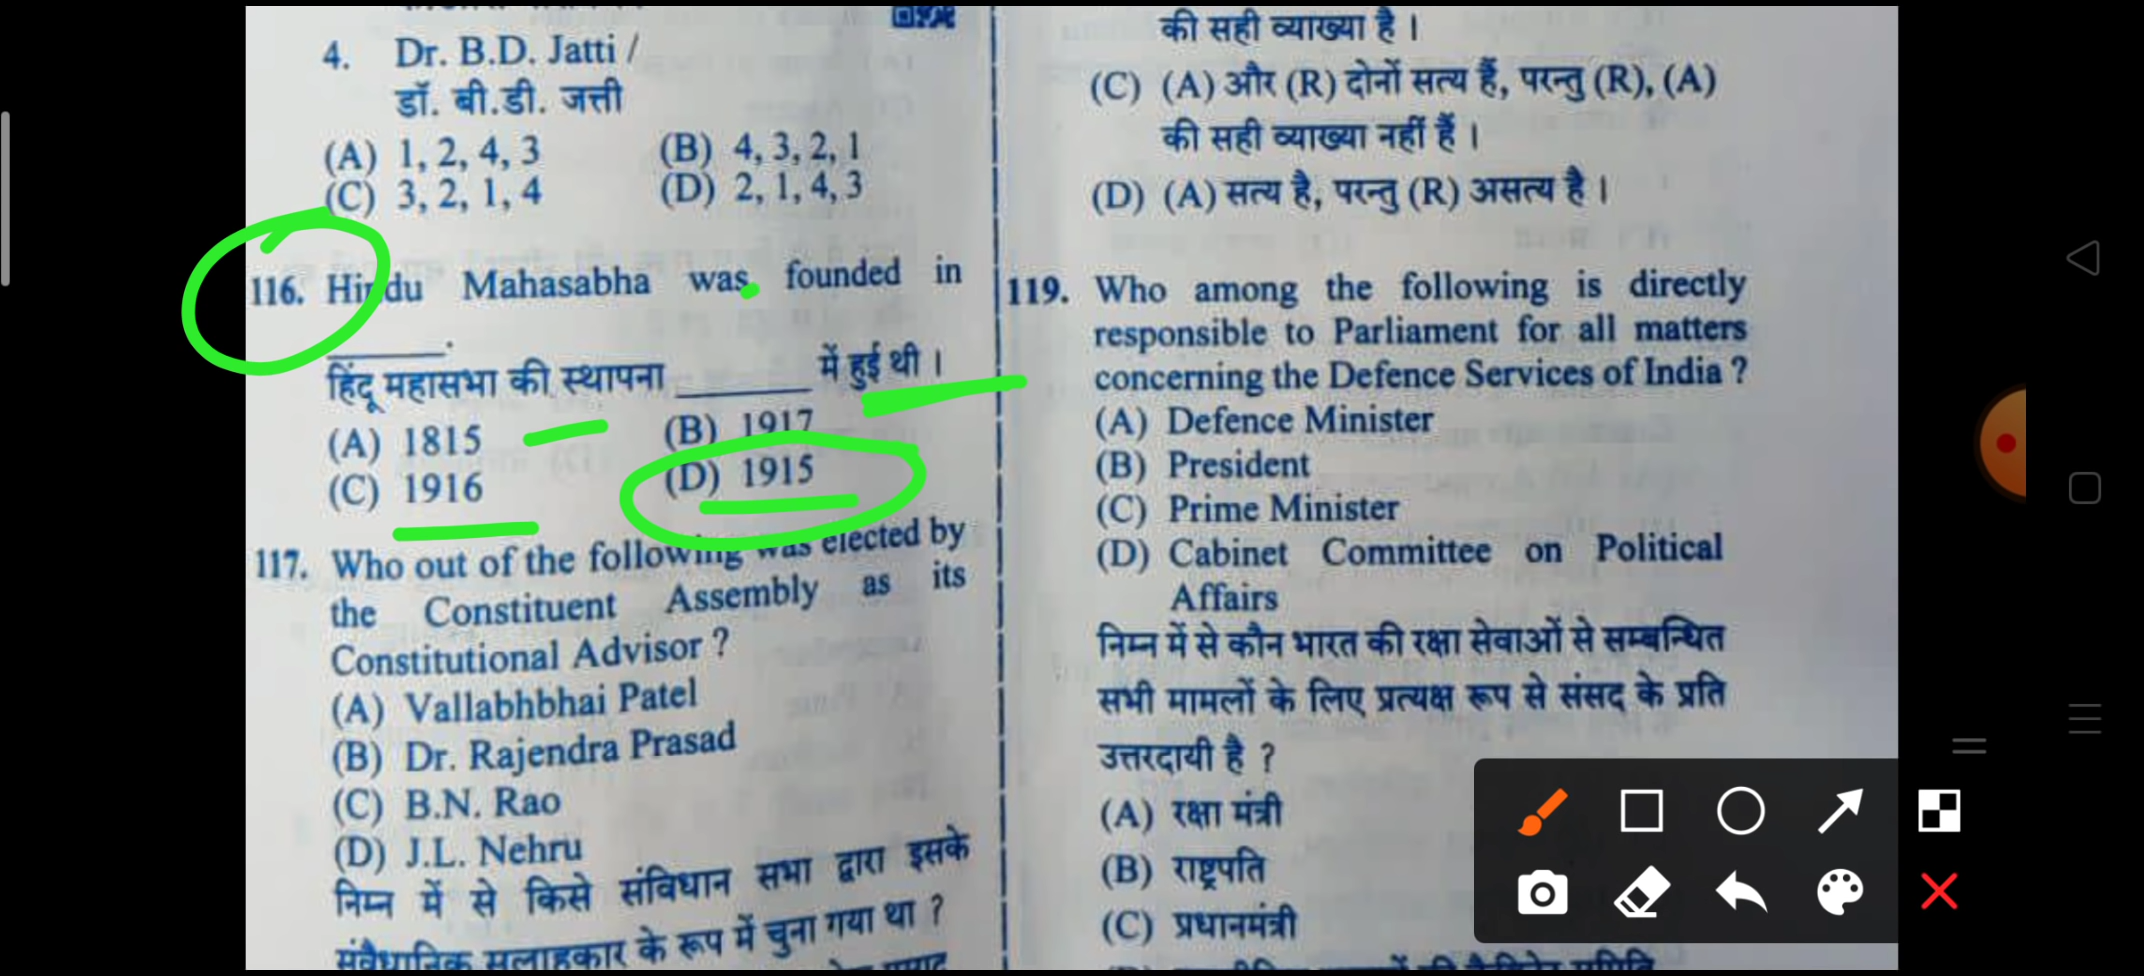 4. Dr. B.D. Jatti /
डॉ. बी.डी. जत्ती
(A) 1, 2, 4, 3 (B) 4, 3, 2, 1
(C) 3, 2, 1, 4 (D) 2, 1, 4, 3
116. Hindu Mahasabha was founded in
______.
हिंदू महासभा की स्थापना ______ में हुई थी ।
(A) 1815 (B) 1917
(C) 1916 (D) 1915
117. Who out of the following was elected by
the Constituent Assembly as its
Constitutional Advisor ?
(A) Vallabhbhai Patel
(B) Dr. Rajendra Prasad
(C) B.N. Rao
(D) J.L. Nehru
निम्न में से किसे संविधान सभा द्वारा इसके
संवैधानिक सलाहकार के रूप में चुना गया था ?
की सही व्याख्या है ।
(C) (A) और (R) दोनों सत्य हैं, परन्तु (R), (A)
की सही व्याख्या नहीं हैं ।
(D) (A) सत्य है, परन्तु (R) असत्य है ।
119. Who among the following is directly
responsible to Parliament for all matters
concerning the Defence Services of India ?
(A) Defence Minister
(B) President
(C) Prime Minister
(D) Cabinet Committee on Political
Affairs
निम्न में से कौन भारत की रक्षा सेवाओं से सम्बन्धित
सभी मामलों के लिए प्रत्यक्ष रूप से संसद के प्रति
उत्तरदायी है ?
(A) रक्षा मंत्री
(B) राष्ट्रपति
(C) प्रधानमंत्री